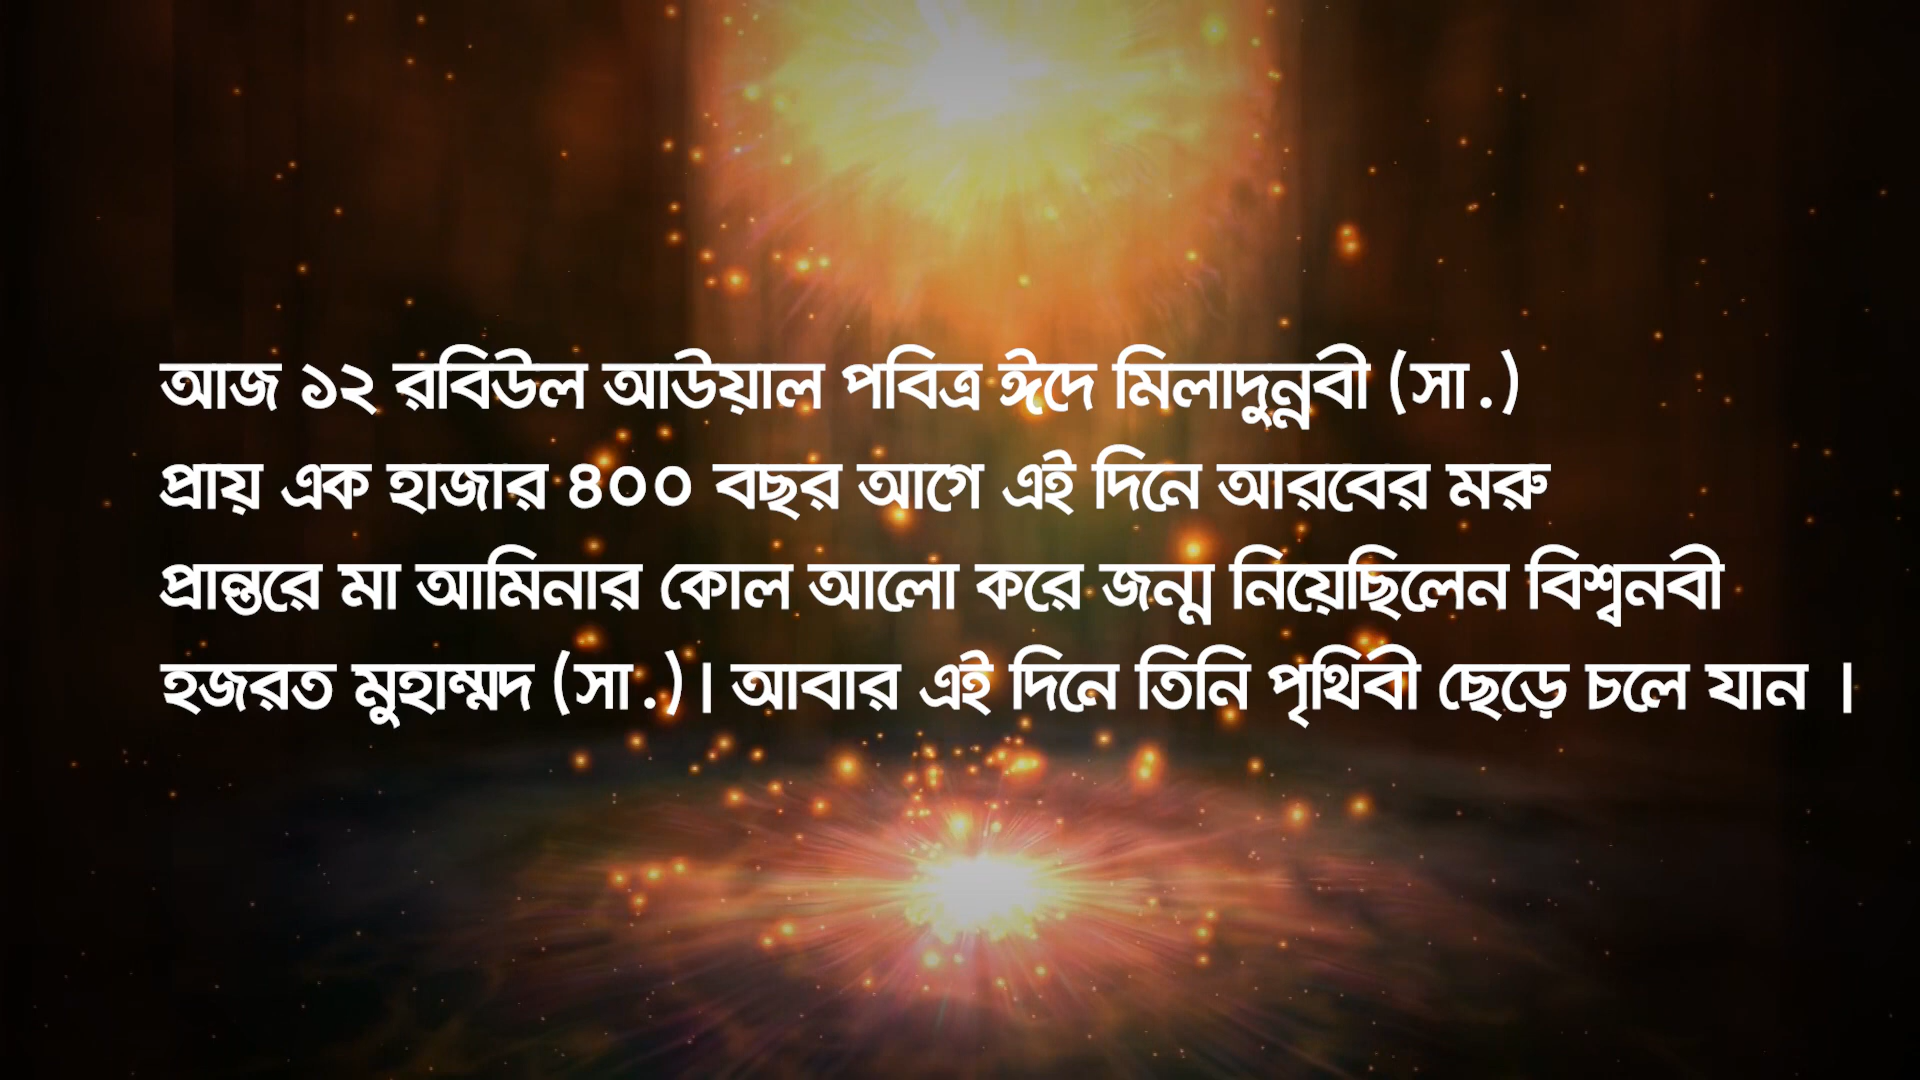 আজ ১২ রবিউল আউয়াল পবিত্র ঈদে মিলাদুন্নবী (সা.)
প্রায় এক হাজার ৪০০ বছর আগে এই দিনে আরবের মরু
প্রান্তরে মা আমিনার কোল আলো করে জন্ম নিয়েছিলেন বিশ্বনবী
হজরত মুহাম্মদ (সা.)। আবার এই দিনে তিনি পৃথিবী ছেড়ে চলে যান ।